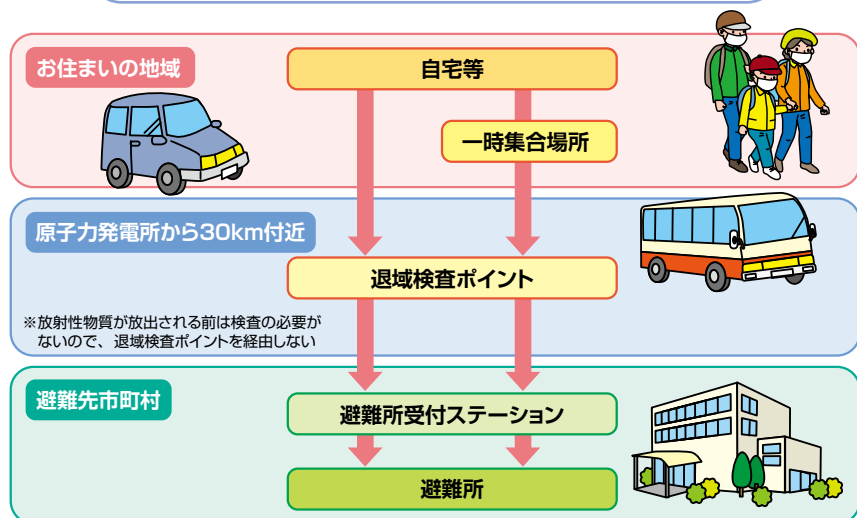 お住まいの地域
自宅等
一時集合場所
原子力発電所から30km付近
退域検査ポイント
※放射性物質が放出される前は検査の必要が
ないので、退域検査ポイントを経由しない
避難先市町村
避難所受付ステーション
避難所